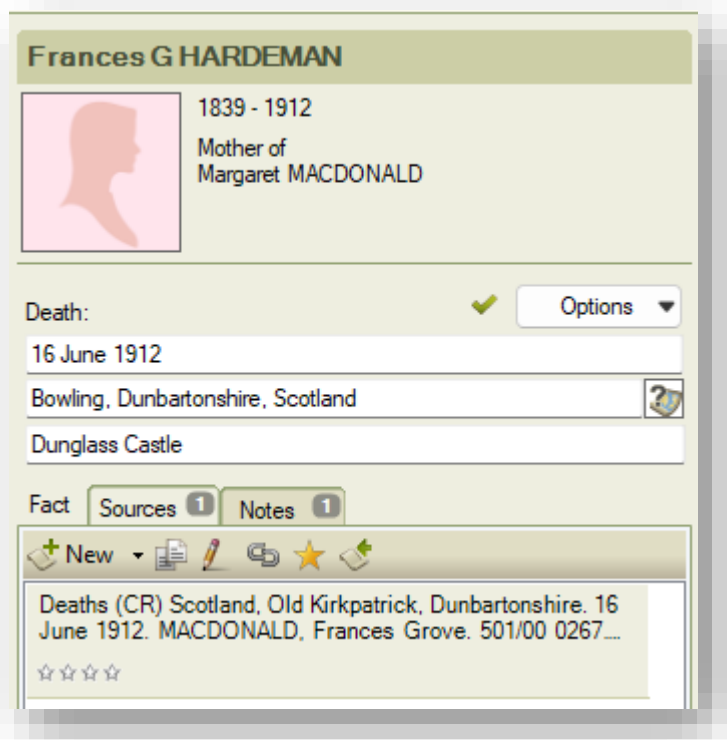 Frances G HARDEMAN
1839 - 1912
Mother of
Margaret MACDONALD
Death:
Options
16 June 1912
Bowling, Dunbartonshire, Scotland
Dunglass Castle
Fact Sources 1 Notes 1
New
Deaths (CR) Scotland, Old Kirkpatrick, Dunbartonshire. 16
June 1912. MACDONALD, Frances Grove. 501/00 0267....